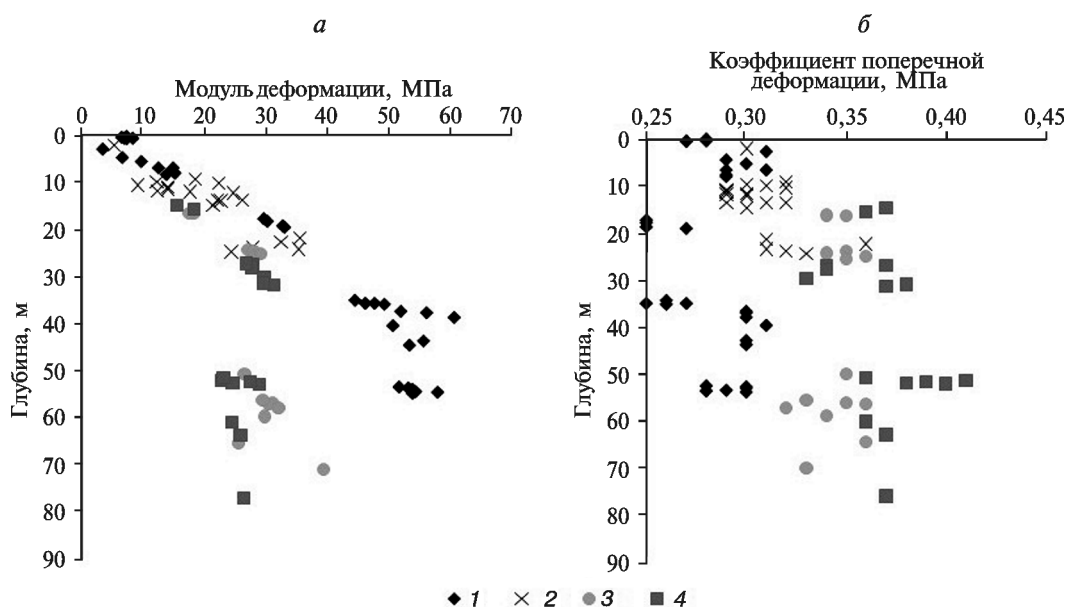 а
Модуль деформации, МПа
0 10 20 30 40 50 60 70
0
10
20
30
40
50
60
70
80
90
Глубина, м
б
Коэффициент поперечной
деформации, МПа
0,25 0,30 0,35 0,40 0,45
0
10
20
30
40
50
60
70
80
90
Глубина, м
1 2 3 4